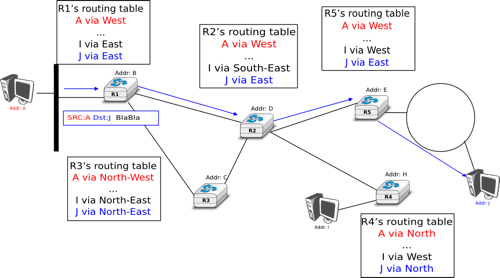 R1's routing table
A via West
...
I via East
J via East
R2's routing table
A via West
...
I via South-East
J via East
R5's routing table
A via West
...
I via West
J via East
Addr: A
Addr: B
R1
SRC:A Dst:J BlaBla
Addr: D
R2
Addr: E
R5
R3's routing table
A via North-West
...
I via North-East
J via North-East
Addr: C
R3
Addr: H
R4
Addr: I
Addr: J
R4's routing table
A via North
...
I via West
J via North